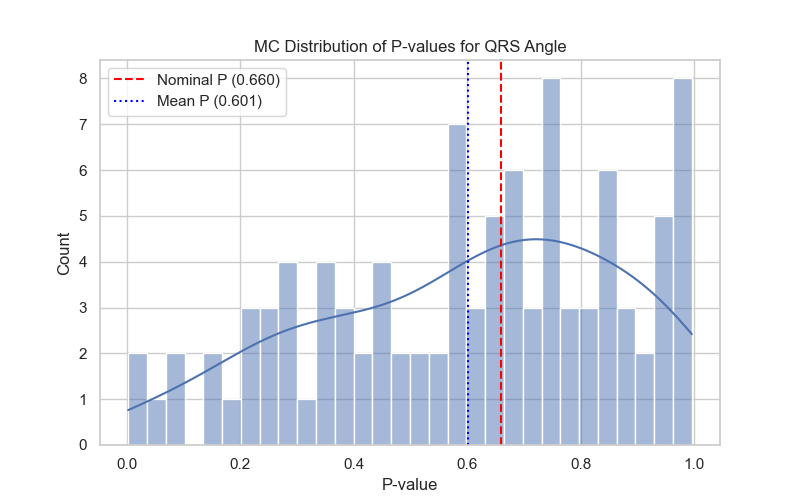 MC Distribution of P-values for QRS Angle
Nominal P (0.660)
Mean P (0.601)
Count
8
7
6
5
4
3
2
1
0
0.0 0.2 0.4 0.6 0.8 1.0
P-value